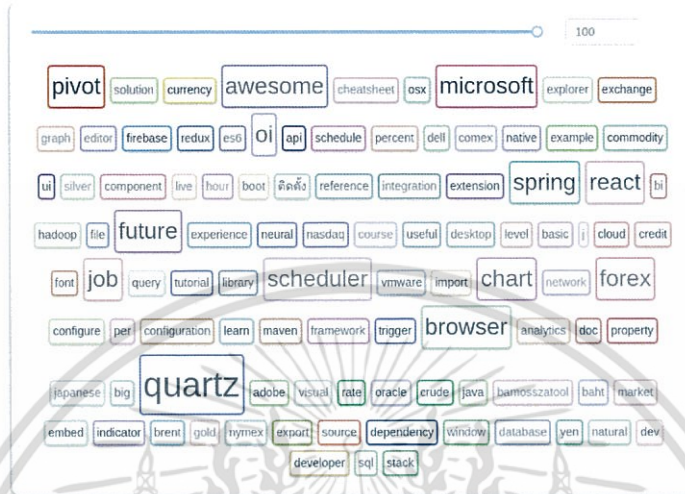 100
pivot solution currency awesome cheatsheet osx microsoft explorer exchange
graph editor firebase redux es6 oi api schedule percent dell comex native example commodity
ui silver component live hour boot ติดตั้ง reference integration extension spring react bi
hadoop file future experience neural nasdaq course useful desktop level basic i cloud credit
font job query tutorial library scheduler vmware import chart network forex
configure per configuration learn maven framework trigger browser analytics doc property
japanese big quartz adobe visual rate oracle crude java bamosszatool baht market
embed indicator brent gold nymex export source dependency window database yen natural dev
developer sql stack